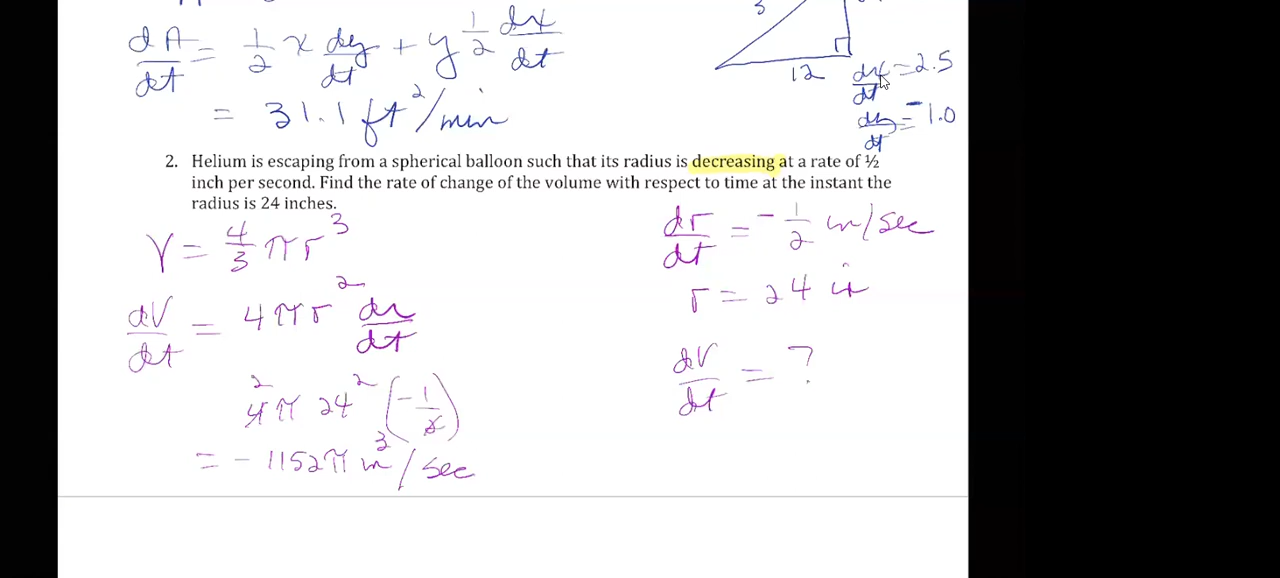 dA/dt = 1/2 x dy/dt + y 1/2 dx/dt
= 31.1 ft²/min
12
dx/dt = 2.5
dy/dt = -1.0
2. Helium is escaping from a spherical balloon such that its radius is decreasing at a rate of ½
inch per second. Find the rate of change of the volume with respect to time at the instant the
radius is 24 inches.
V = 4/3 πr³
dr/dt = -1/2 in/sec
r = 24 in
dV/dt = 4πr² dr/dt
dV/dt = ?
2
4π 24² (-1/2)
= -1152π in³/sec